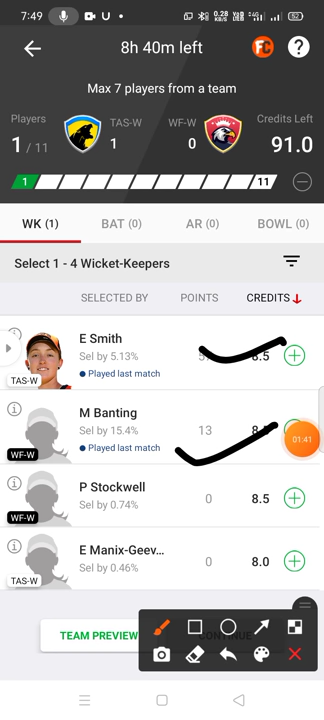 7:49
0.28 KB/S
8h 40m left
FC ?
Max 7 players from a team
Players TAS-W WF-W Credits Left
1 / 11 1 0 91.0
1 11
WK (1) BAT (0) AR (0) BOWL (0)
Select 1 - 4 Wicket-Keepers
SELECTED BY POINTS CREDITS
E Smith
Sel by 5.13%
Played last match
TAS-W
M Banting
Sel by 15.4% 13
Played last match
01:41
WF-W
P Stockwell
Sel by 0.74% 0 8.5
WF-W
E Manix-Geev...
Sel by 0.46% 0 8.0
TAS-W
TEAM PREVIEW